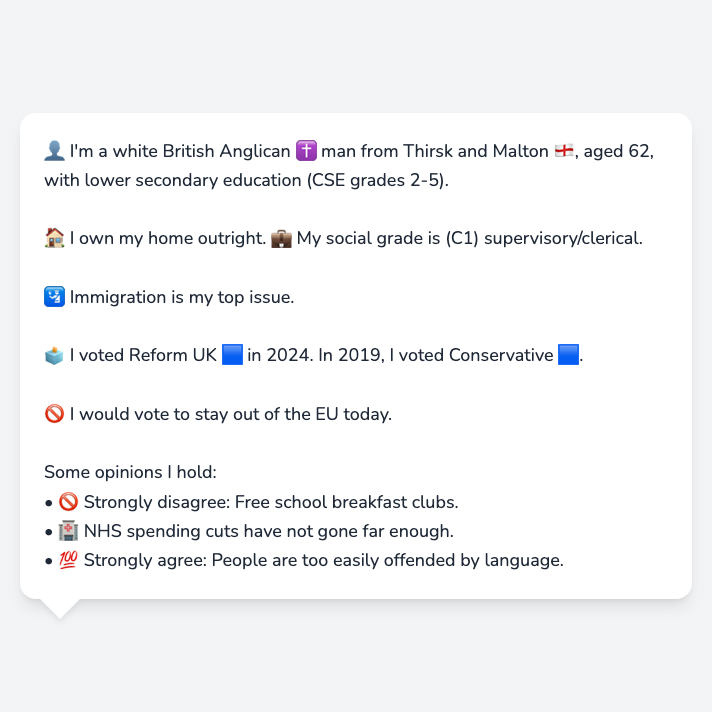 👤 I'm a white British Anglican ✝️ man from Thirsk and Malton 🏴󠁧󠁢󠁥󠁮󠁧󠁿, aged 62,
with lower secondary education (CSE grades 2-5).
🏠 I own my home outright. 💼 My social grade is (C1) supervisory/clerical.
🛂 Immigration is my top issue.
🗳️ I voted Reform UK 🟦 in 2024. In 2019, I voted Conservative 🟦.
🚫 I would vote to stay out of the EU today.
Some opinions I hold:
• 🚫 Strongly disagree: Free school breakfast clubs.
• 🏥 NHS spending cuts have not gone far enough.
• 💯 Strongly agree: People are too easily offended by language.